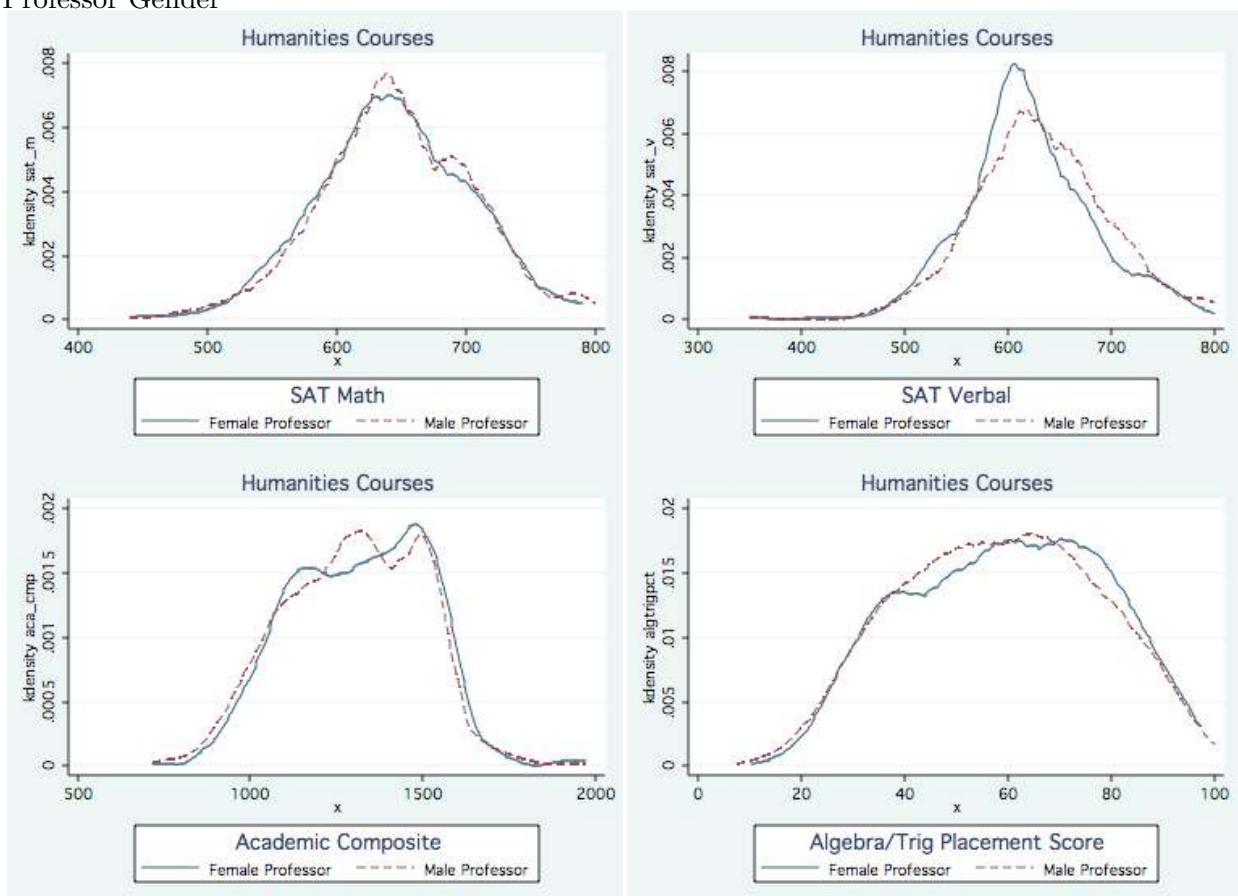 Professor Gender
Humanities Courses
kdensity sat_m
0 .002 .004 .006 .008
400 500 600 700 800
x
SAT Math
Female Professor Male Professor
Humanities Courses
kdensity sat_v
0 .002 .004 .006 .008
300 400 500 600 700 800
x
SAT Verbal
Female Professor Male Professor
Humanities Courses
kdensity aca_cmp
0 .0005 .001 .0015 .002
500 1000 1500 2000
x
Academic Composite
Female Professor Male Professor
Humanities Courses
kdensity algtrigpct
0 .005 .01 .015 .02
0 20 40 60 80 100
x
Algebra/Trig Placement Score
Female Professor Male Professor